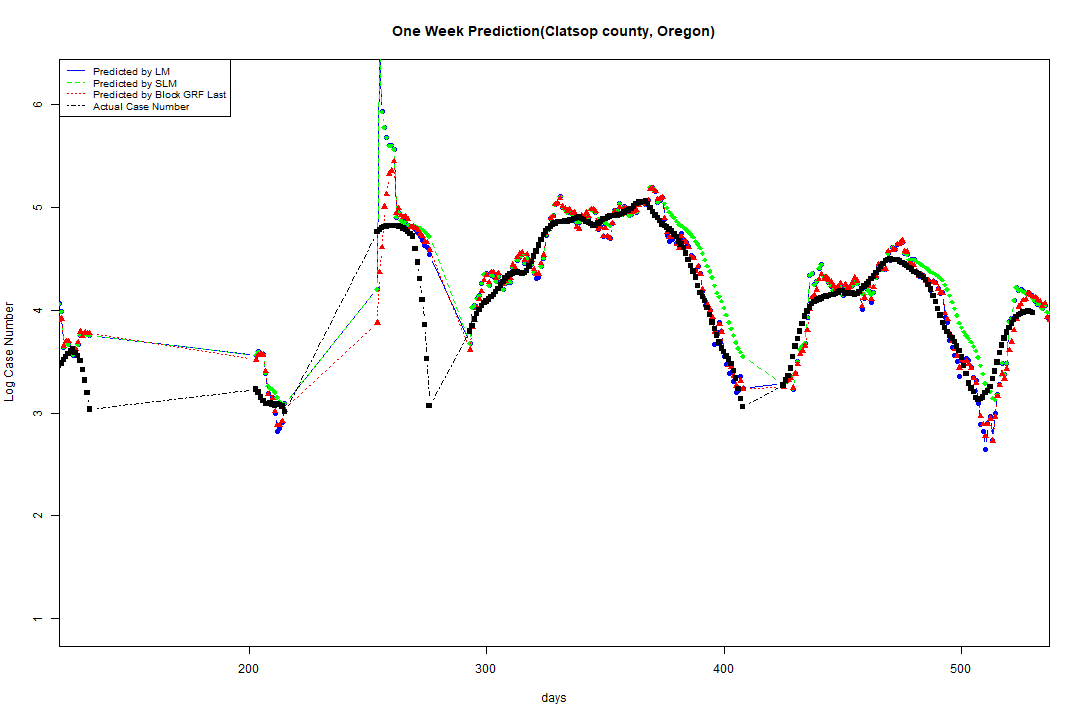 One Week Prediction(Clatsop county, Oregon)
Predicted by LM
Predicted by SLM
Predicted by Block GRF Last
Actual Case Number
Log Case Number
6
5
4
3
2
1
200
300
400
500
days